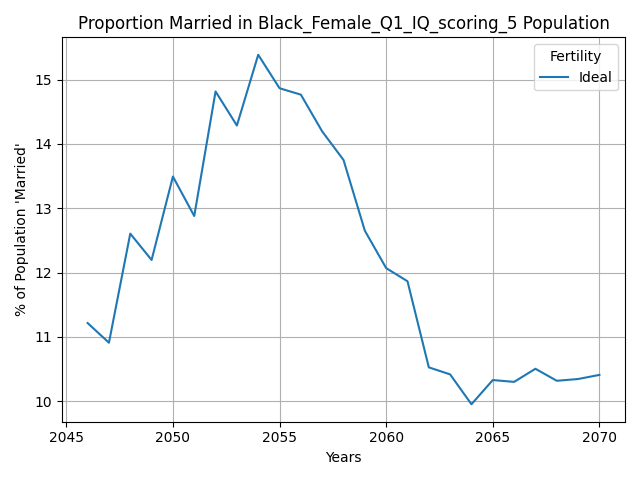 Proportion Married in Black_Female_Q1_IQ_scoring_5 Population
Fertility
Ideal
% of Population 'Married'
15
14
13
12
11
10
2045 2050 2055 2060 2065 2070
Years